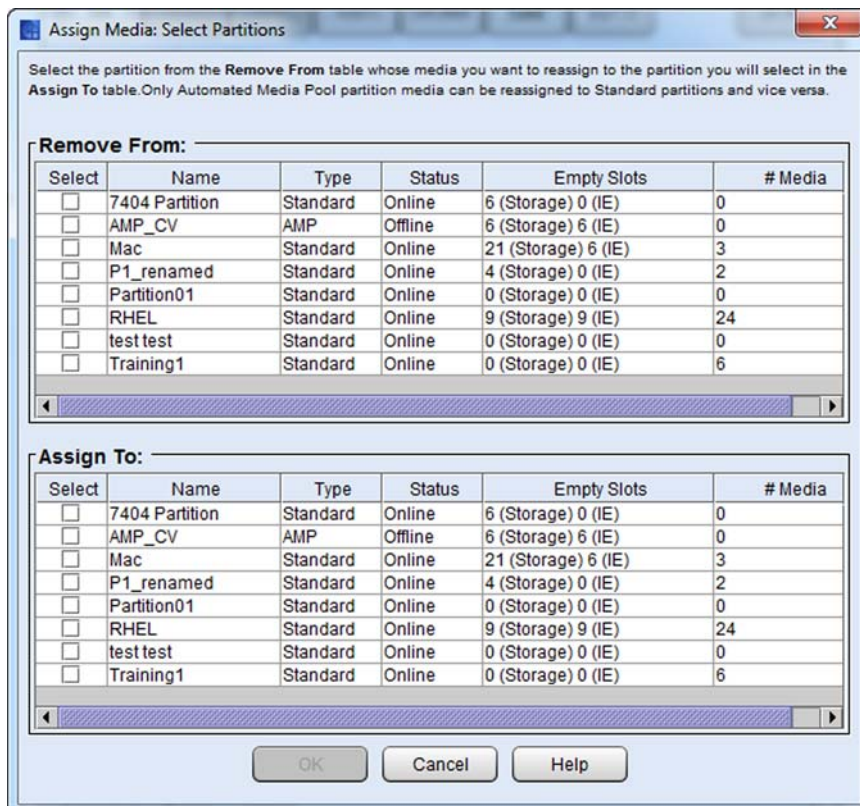 Assign Media: Select Partitions
Select the partition from the Remove From table whose media you want to reassign to the partition you will select in the
Assign To table.Only Automated Media Pool partition media can be reassigned to Standard partitions and vice versa.
Remove From:
Select Name Type Status Empty Slots # Media
7404 Partition Standard Online 6 (Storage) 0 (IE) 0
AMP_CV AMP Offline 6 (Storage) 6 (IE) 0
Mac Standard Online 21 (Storage) 6 (IE) 3
P1_renamed Standard Online 4 (Storage) 0 (IE) 2
Partition01 Standard Online 0 (Storage) 0 (IE) 0
RHEL Standard Online 9 (Storage) 9 (IE) 24
test test Standard Online 0 (Storage) 0 (IE) 0
Training1 Standard Online 0 (Storage) 0 (IE) 6
Assign To:
Select Name Type Status Empty Slots # Media
7404 Partition Standard Online 6 (Storage) 0 (IE) 0
AMP_CV AMP Offline 6 (Storage) 6 (IE) 0
Mac Standard Online 21 (Storage) 6 (IE) 3
P1_renamed Standard Online 4 (Storage) 0 (IE) 2
Partition01 Standard Online 0 (Storage) 0 (IE) 0
RHEL Standard Online 9 (Storage) 9 (IE) 24
test test Standard Online 0 (Storage) 0 (IE) 0
Training1 Standard Online 0 (Storage) 0 (IE) 6
OK Cancel Help